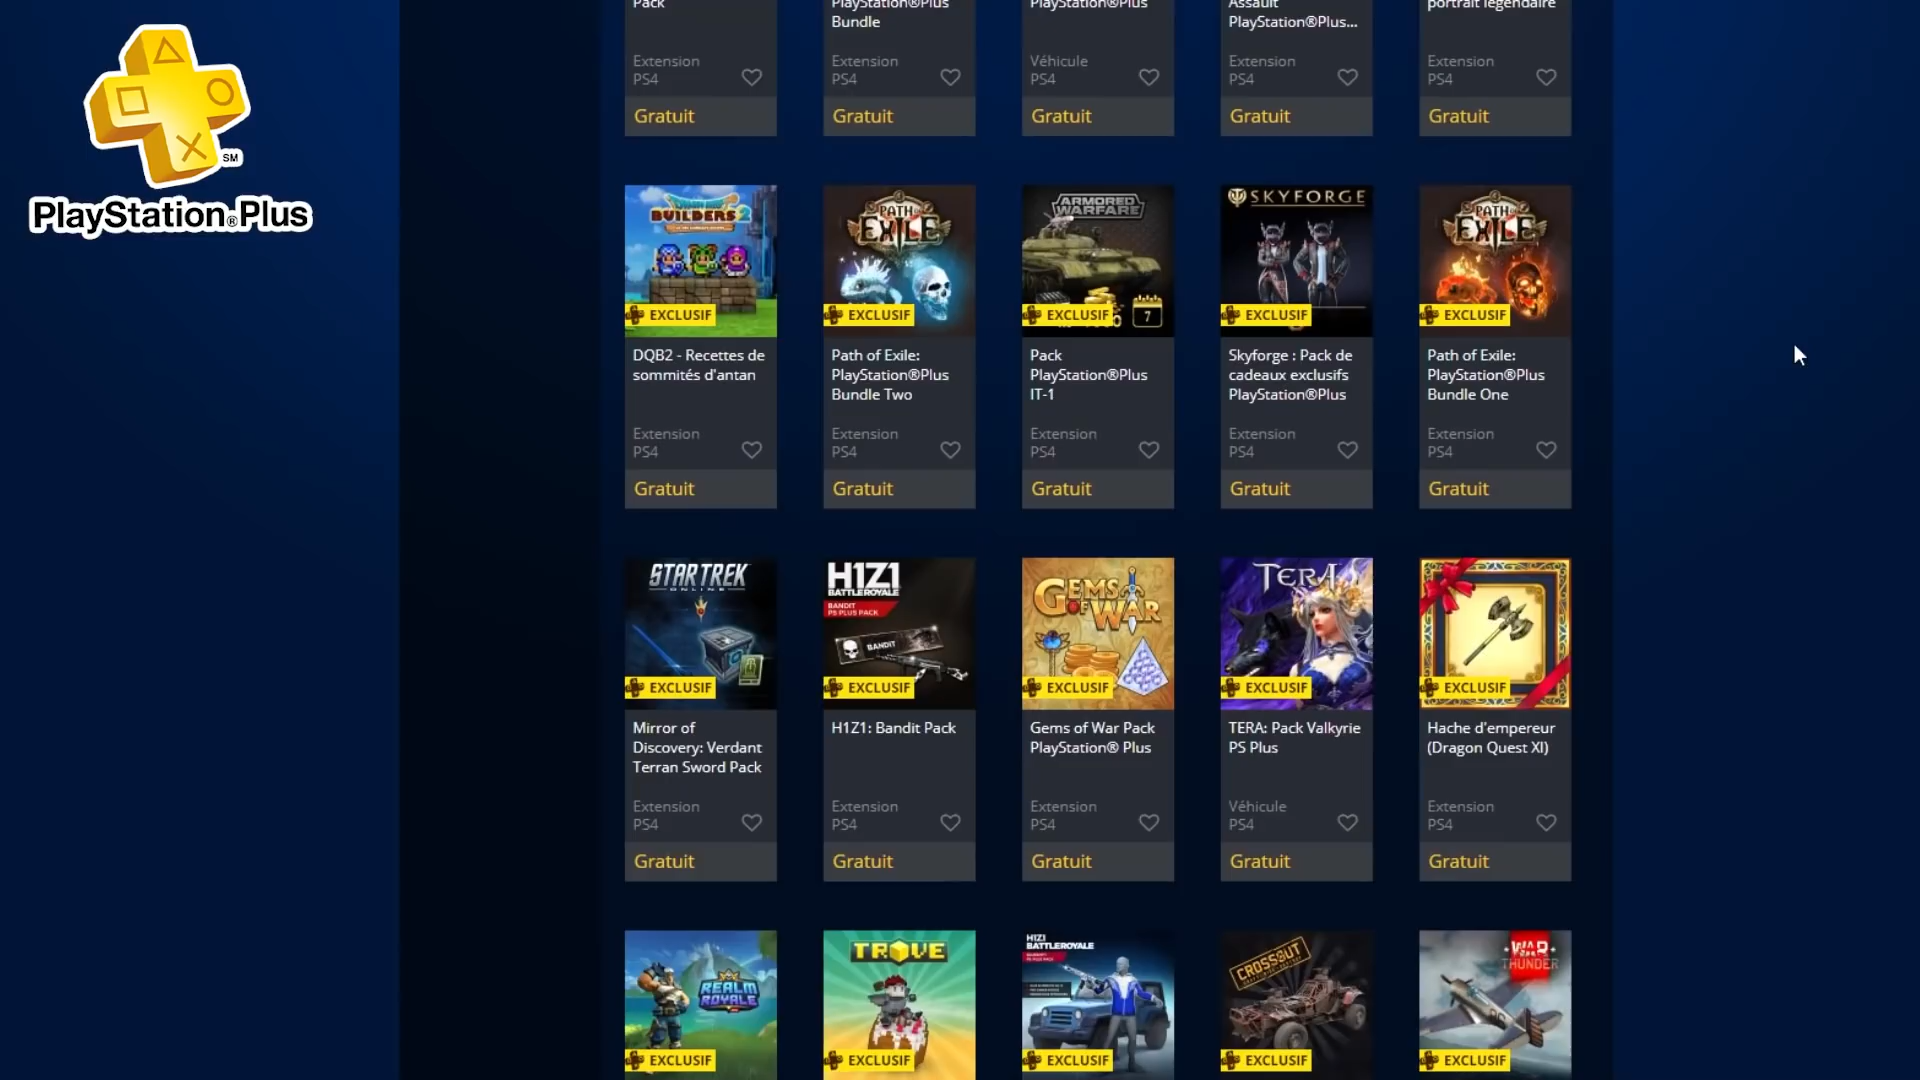 Pack
PlayStation®Plus
Bundle
PlayStation®Plus
Assault
PlayStation®Plus...
portrait légendaire
Extension
PS4
Extension
PS4
Véhicule
PS4
Extension
PS4
Extension
PS4
Gratuit
Gratuit
Gratuit
Gratuit
Gratuit
SM
PlayStation®Plus
BUILDERS 2
EXCLUSIF
DQB2 - Recettes de
sommités d'antan
Extension
PS4
Gratuit
PATH OF
EXILE
EXCLUSIF
Path of Exile:
PlayStation®Plus
Bundle Two
Extension
PS4
Gratuit
ARMORED
WARFARE
7
EXCLUSIF
Pack
PlayStation®Plus
IT-1
Extension
PS4
Gratuit
SKYFORGE
EXCLUSIF
Skyforge : Pack de
cadeaux exclusifs
PlayStation®Plus
Extension
PS4
Gratuit
PATH OF
EXILE
EXCLUSIF
Path of Exile:
PlayStation®Plus
Bundle One
Extension
PS4
Gratuit
STAR TREK
ONLINE
EXCLUSIF
Mirror of
Discovery: Verdant
Terran Sword Pack
Extension
PS4
Gratuit
H1Z1
BATTLE ROYALE
BANDIT
PS PLUS PACK
BANDIT
EXCLUSIF
H1Z1: Bandit Pack
Extension
PS4
Gratuit
GEMS
OF WAR
EXCLUSIF
Gems of War Pack
PlayStation® Plus
Extension
PS4
Gratuit
TERA
EXCLUSIF
TERA: Pack Valkyrie
PS Plus
Véhicule
PS4
Gratuit
EXCLUSIF
Hache d'empereur
(Dragon Quest XI)
Extension
PS4
Gratuit
REALM
ROYALE
EXCLUSIF
TROVE
EXCLUSIF
H1Z1
BATTLE ROYALE
EXCLUSIF
CROSSOUT
EXCLUSIF
WAR
THUNDER
EXCLUSIF